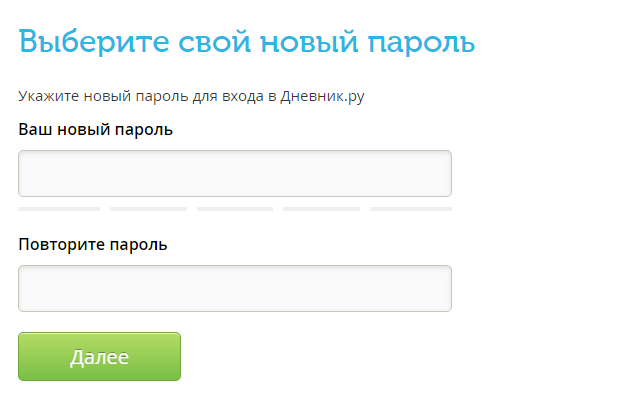 Выберите свой новый пароль
Укажите новый пароль для входа в Дневник.ру
Ваш новый пароль
Повторите пароль
Далее